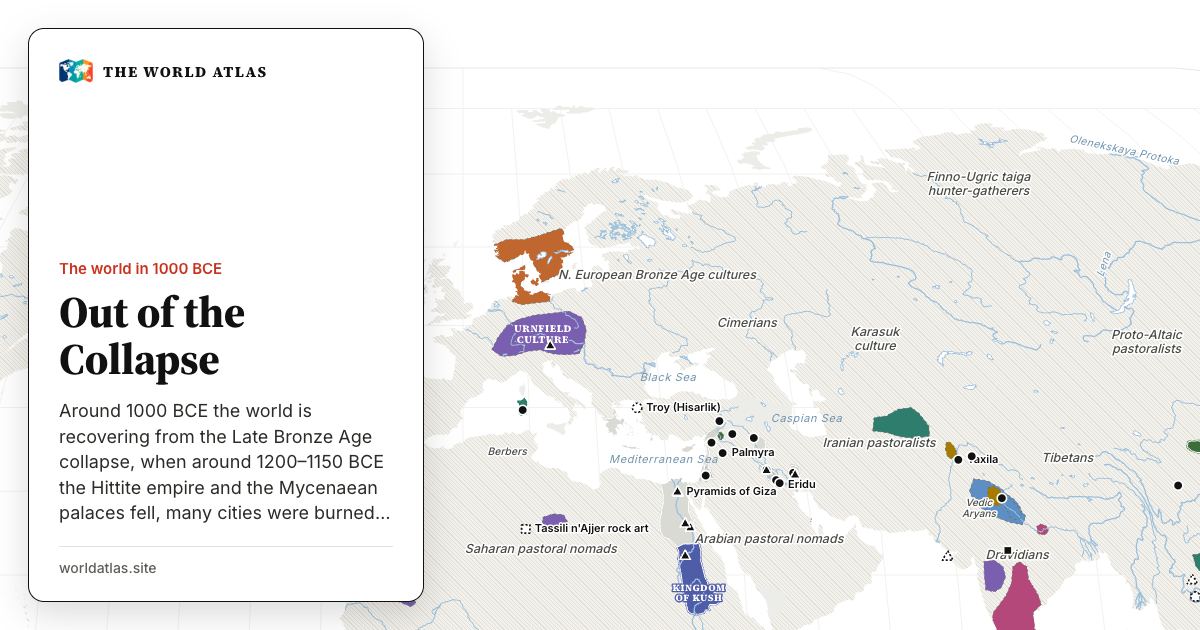 THE WORLD ATLAS
The world in 1000 BCE
Out of the
Collapse
Around 1000 BCE the world is
recovering from the Late Bronze Age
collapse, when around 1200–1150 BCE
the Hittite empire and the Mycenaean
palaces fell, many cities were burned...
worldatlas.site
Olenekskaya Protoka
Finno-Ugric taiga
hunter-gatherers
Lena
N. European Bronze Age cultures
URNFIELD
CULTURE
Cimerians
Karasuk
culture
Proto-Altaic
pastoralists
Black Sea
Troy (Hisarlik)
Caspian Sea
Iranian pastoralists
Berbers
Mediterranean Sea
Palmyra
Taxila
Tibetans
Pyramids of Giza
Eridu
Vedic
Aryans
Tassili n'Ajjer rock art
Saharan pastoral nomads
Arabian pastoral nomads
Dravidians
KINGDOM
OF KUSH